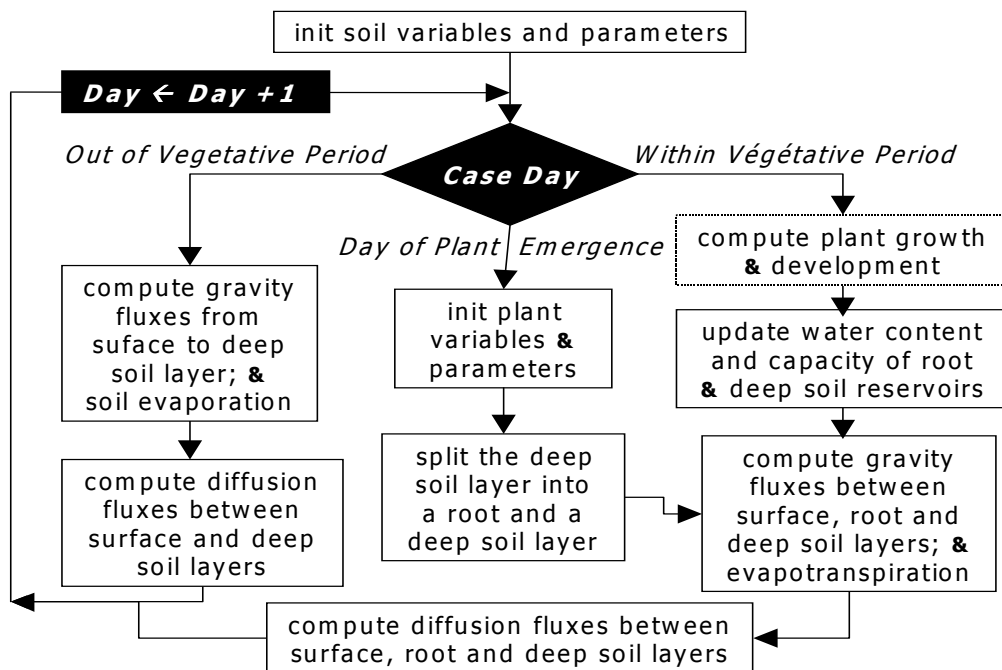 init soil variables and parameters
Day ← Day +1
Out of Vegetative Period
Within Végétative Period
Case Day
Day of Plant Emergence
compute plant growth
& development
compute gravity
fluxes from
suface to deep
soil layer; &
soil evaporation
init plant
variables &
parameters
update water content
and capacity of root
& deep soil reservoirs
compute diffusion
fluxes between
surface and deep
soil layers
split the deep
soil layer into
a root and a
deep soil layer
compute gravity
fluxes between
surface, root and
deep soil layers; &
evapotranspiration
compute diffusion fluxes between
surface, root and deep soil layers